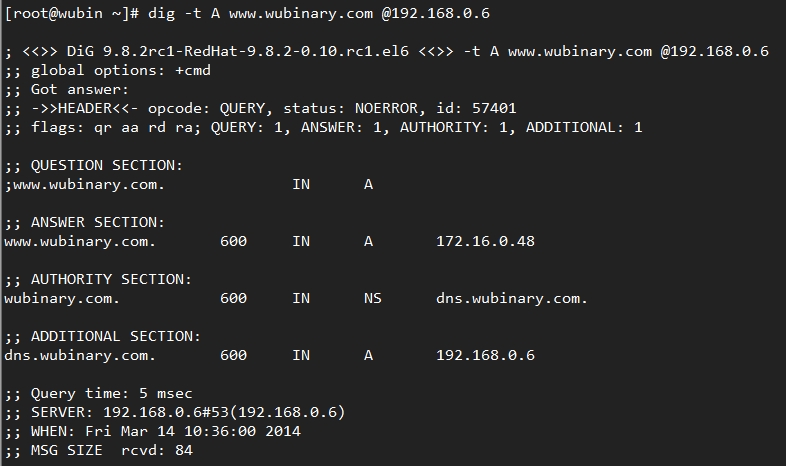 [root@wubin ~]# dig -t A www.wubinary.com @192.168.0.6
; <<>> DiG 9.8.2rc1-RedHat-9.8.2-0.10.rc1.el6 <<>> -t A www.wubinary.com @192.168.0.6
;; global options: +cmd
;; Got answer:
;; ->>HEADER<<- opcode: QUERY, status: NOERROR, id: 57401
;; flags: qr aa rd ra; QUERY: 1, ANSWER: 1, AUTHORITY: 1, ADDITIONAL: 1
;; QUESTION SECTION:
;www.wubinary.com. IN A
;; ANSWER SECTION:
www.wubinary.com. 600 IN A 172.16.0.48
;; AUTHORITY SECTION:
wubinary.com. 600 IN NS dns.wubinary.com.
;; ADDITIONAL SECTION:
dns.wubinary.com. 600 IN A 192.168.0.6
;; Query time: 5 msec
;; SERVER: 192.168.0.6#53(192.168.0.6)
;; WHEN: Fri Mar 14 10:36:00 2014
;; MSG SIZE rcvd: 84